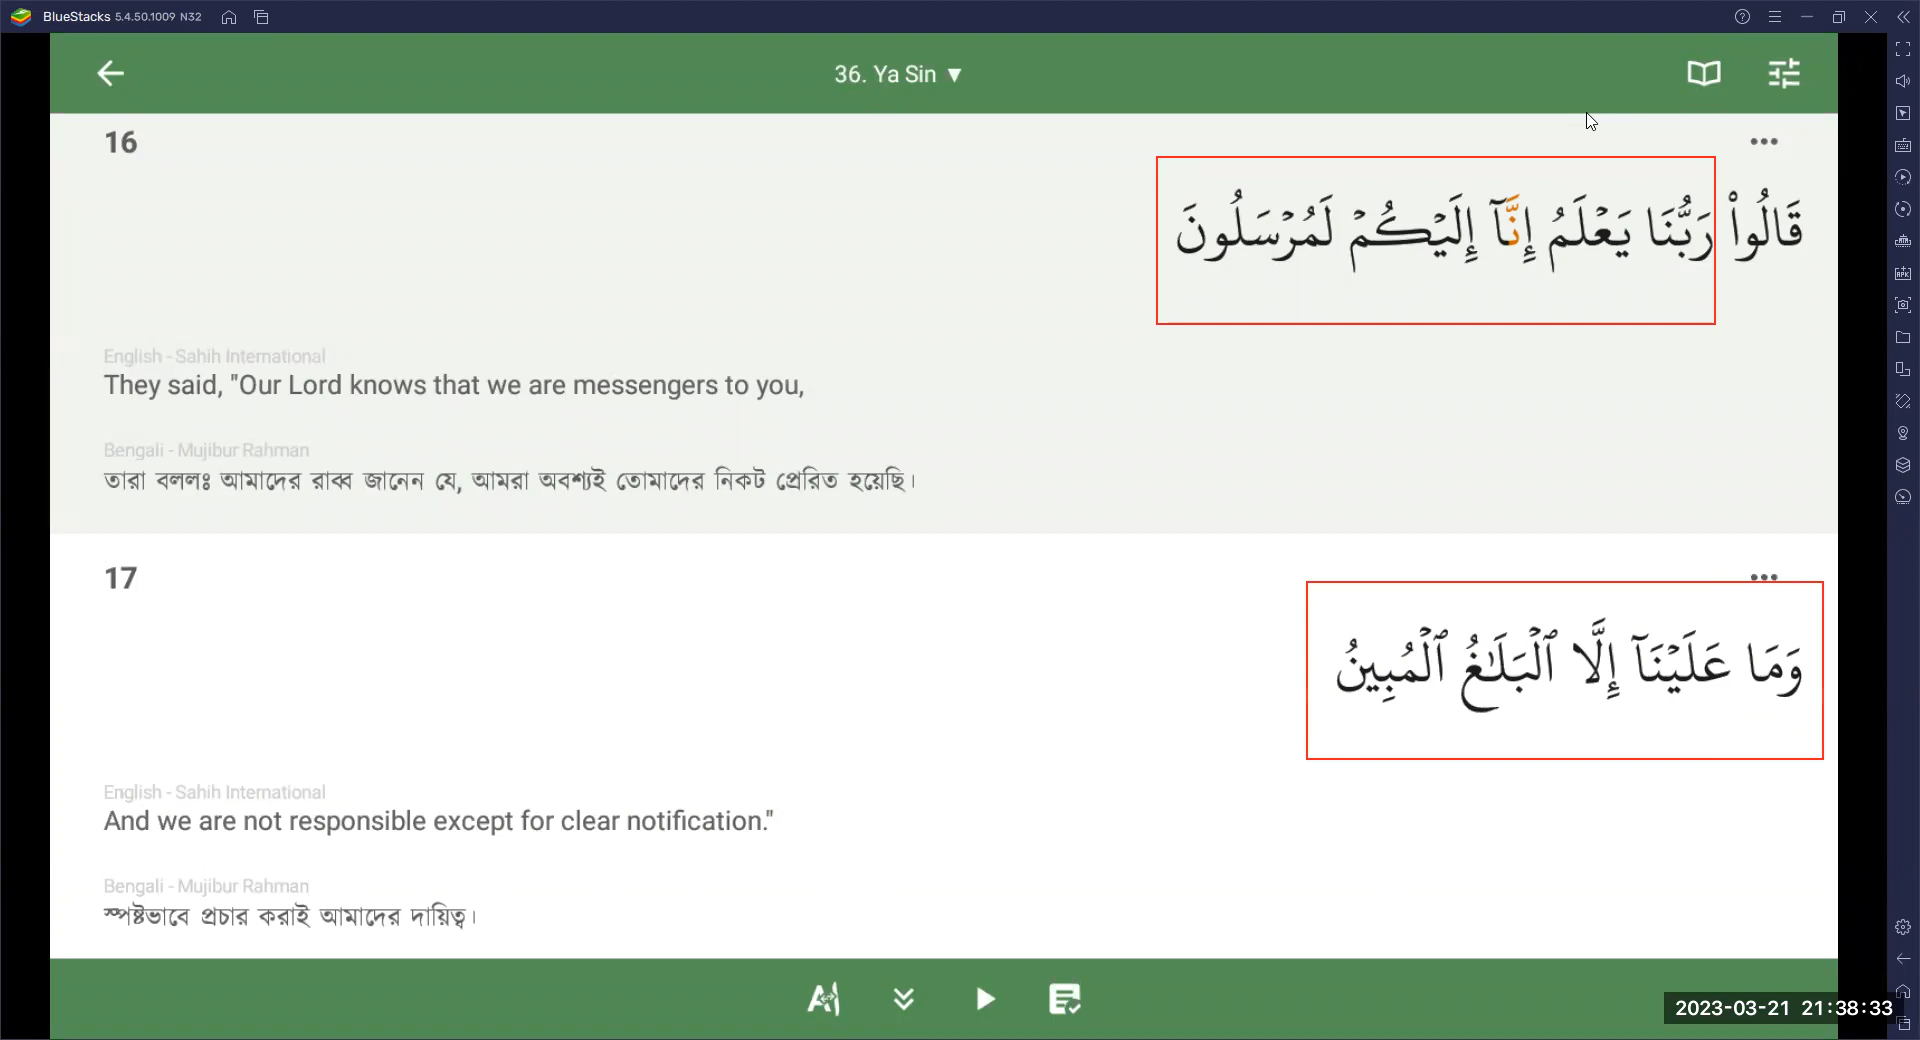 BlueStacks 5.4.50.1009 N32
36. Ya Sin ▼
16
قَالُوا۟ رَبُّنَا يَعْلَمُ إِنَّآ إِلَيْكُمْ لَمُرْسَلُونَ
English - Sahih International
They said, "Our Lord knows that we are messengers to you,
Bengali - Mujibur Rahman
তারা বললঃ আমাদের রাব্ব জানেন যে, আমরা অবশ্যই তোমাদের নিকট প্রেরিত হয়েছি।
17
وَمَا عَلَيْنَآ إِلَّا ٱلْبَلَـٰغُ ٱلْمُبِينُ
English - Sahih International
And we are not responsible except for clear notification."
Bengali - Mujibur Rahman
স্পষ্টভাবে প্রচার করাই আমাদের দায়িত্ব।
2023-03-21 21:38:33